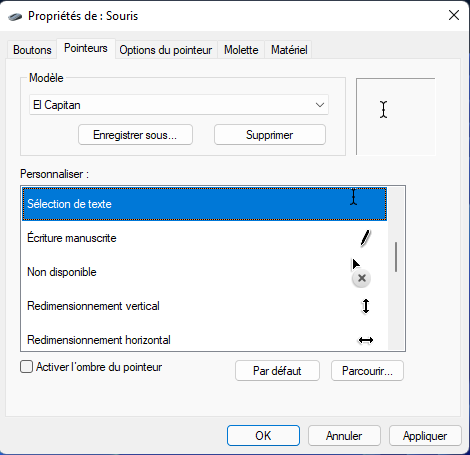 Propriétés de : Souris
Boutons Pointeurs Options du pointeur Molette Matériel
Modèle
El Capitan
Enregistrer sous... Supprimer
Personnaliser :
Sélection de texte
Écriture manuscrite
Non disponible
Redimensionnement vertical
Redimensionnement horizontal
Activer l'ombre du pointeur
Par défaut Parcourir...
OK Annuler Appliquer